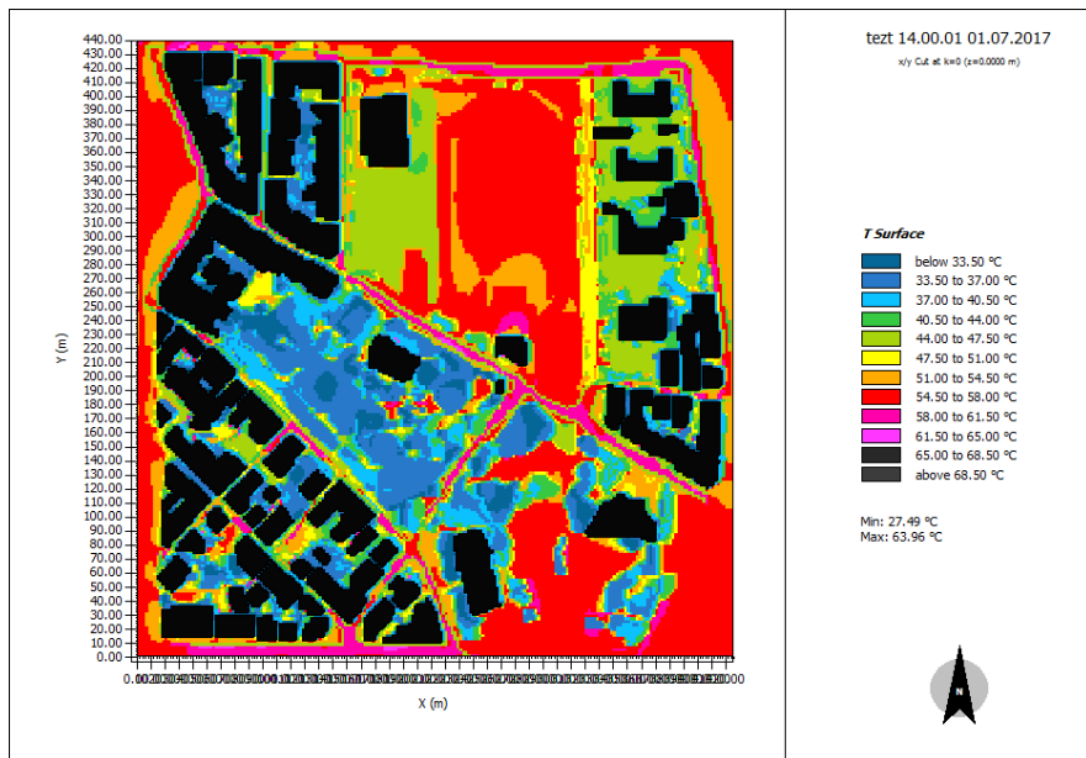 tezt 14.00.01 01.07.2017
x/y Cut at k=0 (z=0.0000 m)
440.00
430.00
420.00
410.00
400.00
390.00
380.00
370.00
360.00
350.00
340.00
330.00
320.00
310.00
300.00
290.00
280.00
270.00
260.00
250.00
240.00
230.00
220.00
210.00
200.00
190.00
180.00
170.00
160.00
150.00
140.00
130.00
120.00
110.00
100.00
90.00
80.00
70.00
60.00
50.00
40.00
30.00
20.00
10.00
0.00
Y (m)
X (m)
T Surface
below 33.50 °C
33.50 to 37.00 °C
37.00 to 40.50 °C
40.50 to 44.00 °C
44.00 to 47.50 °C
47.50 to 51.00 °C
51.00 to 54.50 °C
54.50 to 58.00 °C
58.00 to 61.50 °C
61.50 to 65.00 °C
65.00 to 68.50 °C
above 68.50 °C
Min: 27.49 °C
Max: 63.96 °C
N